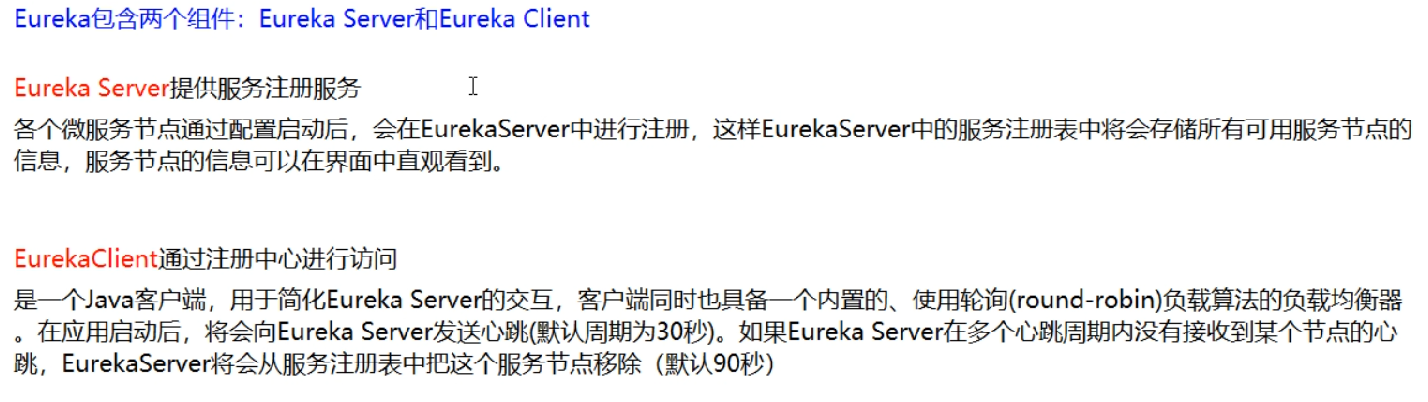 Eureka包含两个组件：Eureka Server和Eureka Client
Eureka Server提供服务注册服务
各个微服务节点通过配置启动后，会在EurekaServer中进行注册，这样EurekaServer中的服务注册表中将会存储所有可用服务节点的
信息，服务节点的信息可以在界面中直观看到。
EurekaClient通过注册中心进行访问
是一个Java客户端，用于简化Eureka Server的交互，客户端同时也具备一个内置的、使用轮询(round-robin)负载算法的负载均衡器
。在应用启动后，将会向Eureka Server发送心跳(默认周期为30秒)。如果Eureka Server在多个心跳周期内没有接收到某个节点的心
跳，EurekaServer将会从服务注册表中把这个服务节点移除（默认90秒）